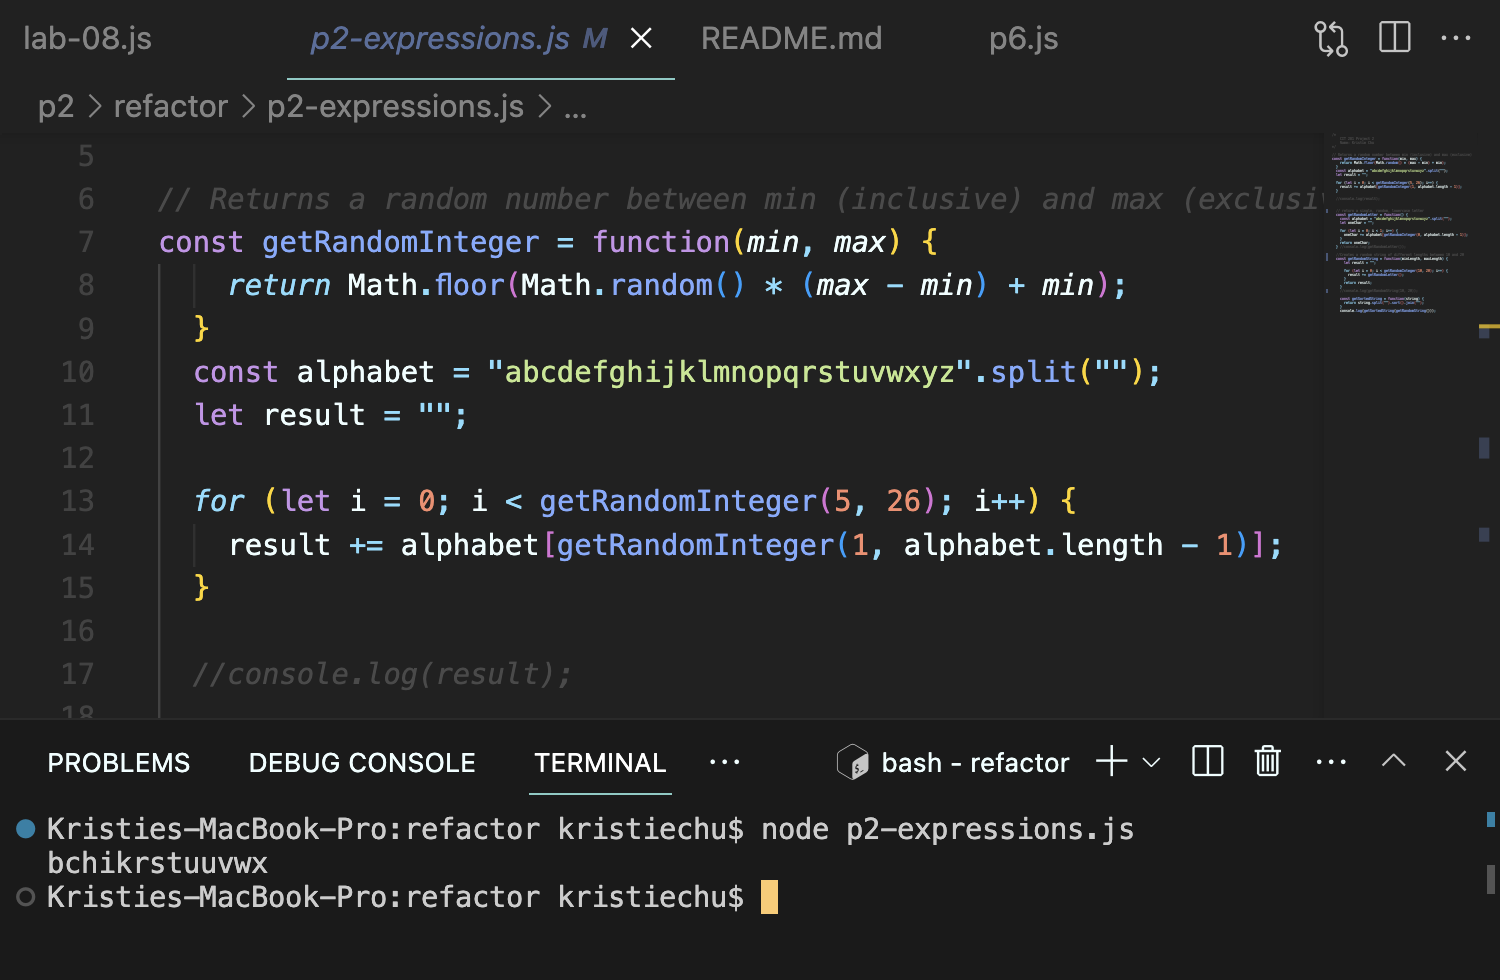 lab-08.js p2-expressions.js M README.md p6.js
p2 > refactor > p2-expressions.js > ...
5
6 // Returns a random number between min (inclusive) and max (exclusiv
7 const getRandomInteger = function(min, max) {
8 return Math.floor(Math.random() * (max - min) + min);
9 }
10 const alphabet = "abcdefghijklmnopqrstuvwxyz".split("");
11 let result = "";
12
13 for (let i = 0; i < getRandomInteger(5, 26); i++) {
14 result += alphabet[getRandomInteger(1, alphabet.length - 1)];
15 }
16
17 //console.log(result);
18
PROBLEMS DEBUG CONSOLE TERMINAL ... bash - refactor
Kristies-MacBook-Pro:refactor kristiechu$ node p2-expressions.js
bchikrstuuvwx
Kristies-MacBook-Pro:refactor kristiechu$